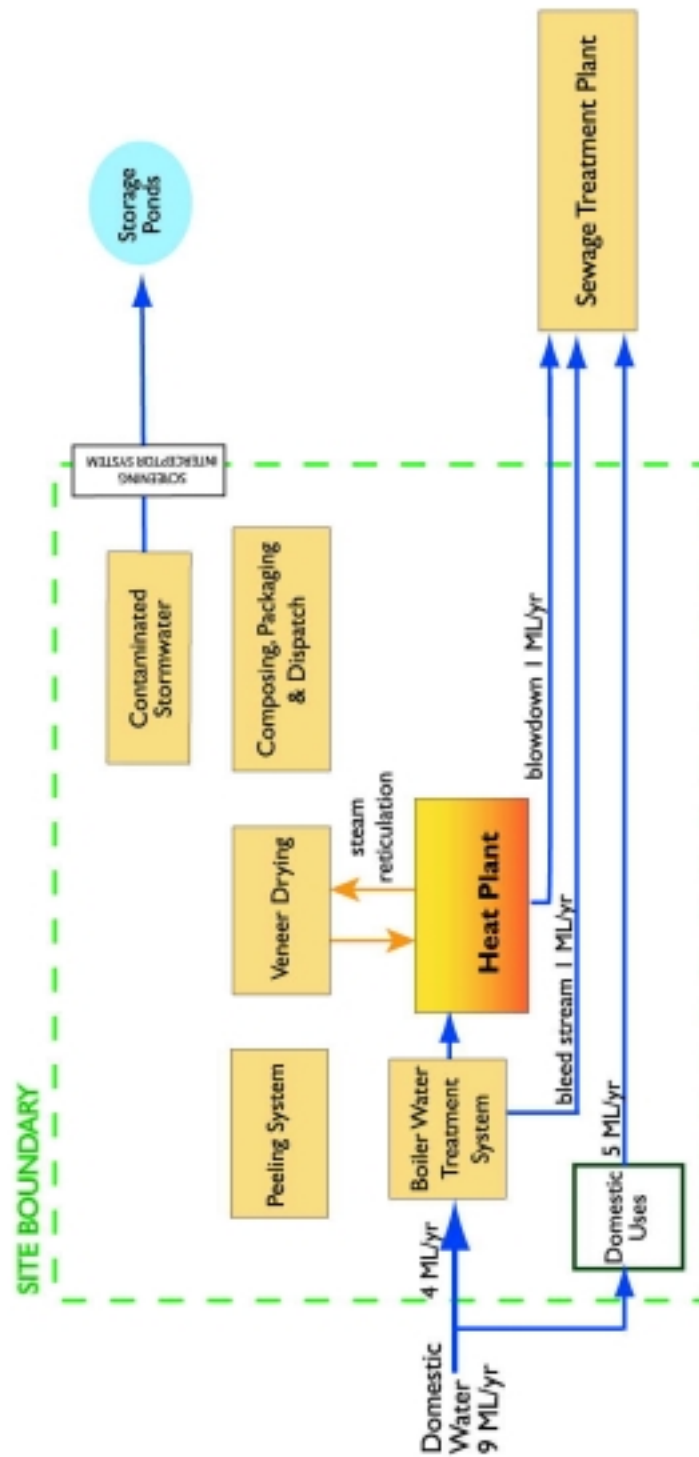 SITE BOUNDARY
Contaminated
Stormwater
SCREENING
INTERCEPTOR SYSTEM
Storage
Ponds
Peeling System
Veneer Drying
Composing, Packaging
& Dispatch
steam
reticulation
Domestic
Water
9 ML/yr
4 ML/yr
Boiler Water
Treatment
System
Heat Plant
blowdown 1 ML/yr
bleed stream 1 ML/yr
Domestic
Uses
5 ML/yr
Sewage Treatment Plant